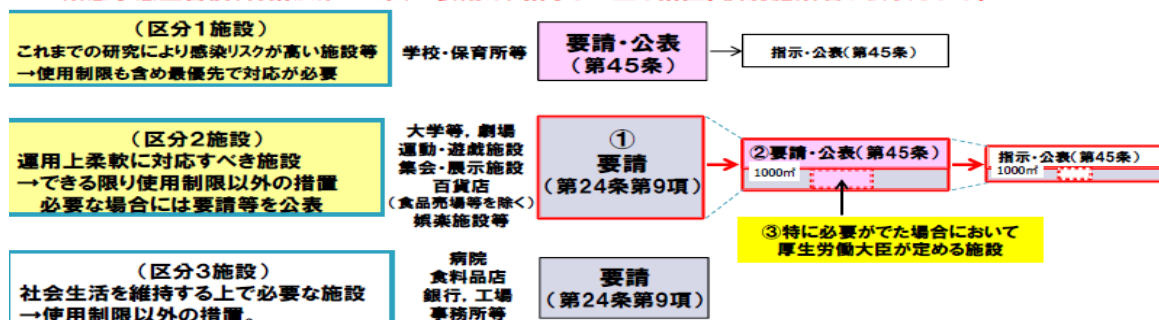 (区分1施設)
これまでの研究により感染リスクが高い施設等
→使用制限も含め最優先で対応が必要
学校・保育所等
要請・公表
(第45条)
指示・公表(第45条)
(区分2施設)
運用上柔軟に対応すべき施設
→できる限り使用制限以外の措置
必要な場合には要請等を公表
大学等,劇場
運動・遊戯施設
集会・展示施設
百貨店
(食品売場等を除く)
娯楽施設等
①
要請
(第24条第9項)
②要請・公表(第45条)
1000㎡
指示・公表(第45条)
1000㎡
③特に必要がでた場合において
厚生労働大臣が定める施設
(区分3施設)
社会生活を維持する上で必要な施設
→使用制限以外の措置。
病院
食料品店
銀行,工場
事務所等
要請
(第24条第9項)